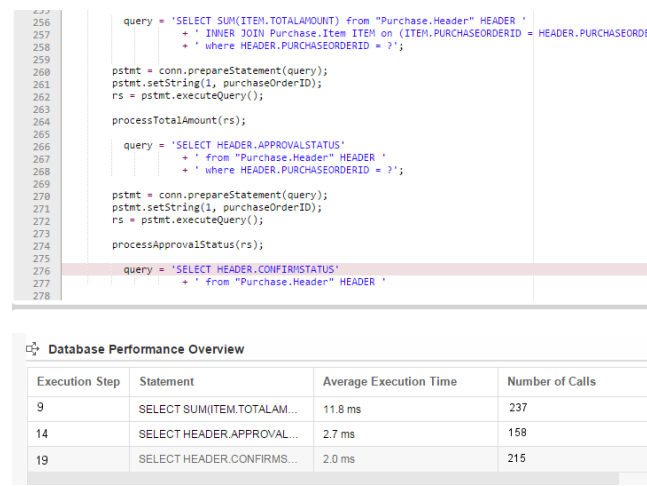 255
256 query = 'SELECT SUM(ITEM.TOTALAMOUNT) from "Purchase.Header" HEADER '
257 + ' INNER JOIN Purchase.Item ITEM on (ITEM.PURCHASEORDERID = HEADER.PURCHASEORDE
258 + ' where HEADER.PURCHASEORDERID = ?';
259
260 pstmt = conn.prepareStatement(query);
261 pstmt.setString(1, purchaseOrderID);
262 rs = pstmt.executeQuery();
263
264 processTotalAmount(rs);
265
266 query = 'SELECT HEADER.APPROVALSTATUS'
267 + ' from "Purchase.Header" HEADER '
268 + ' where HEADER.PURCHASEORDERID = ?';
269
270 pstmt = conn.prepareStatement(query);
271 pstmt.setString(1, purchaseOrderID);
272 rs = pstmt.executeQuery();
273
274 processApprovalStatus(rs);
275
276 query = 'SELECT HEADER.CONFIRMSTATUS'
277 + ' from "Purchase.Header" HEADER '
278
Database Performance Overview
Execution Step Statement Average Execution Time Number of Calls
9 SELECT SUM(ITEM.TOTALAM... 11.8 ms 237
14 SELECT HEADER.APPROVAL... 2.7 ms 158
19 SELECT HEADER.CONFIRMS... 2.0 ms 215